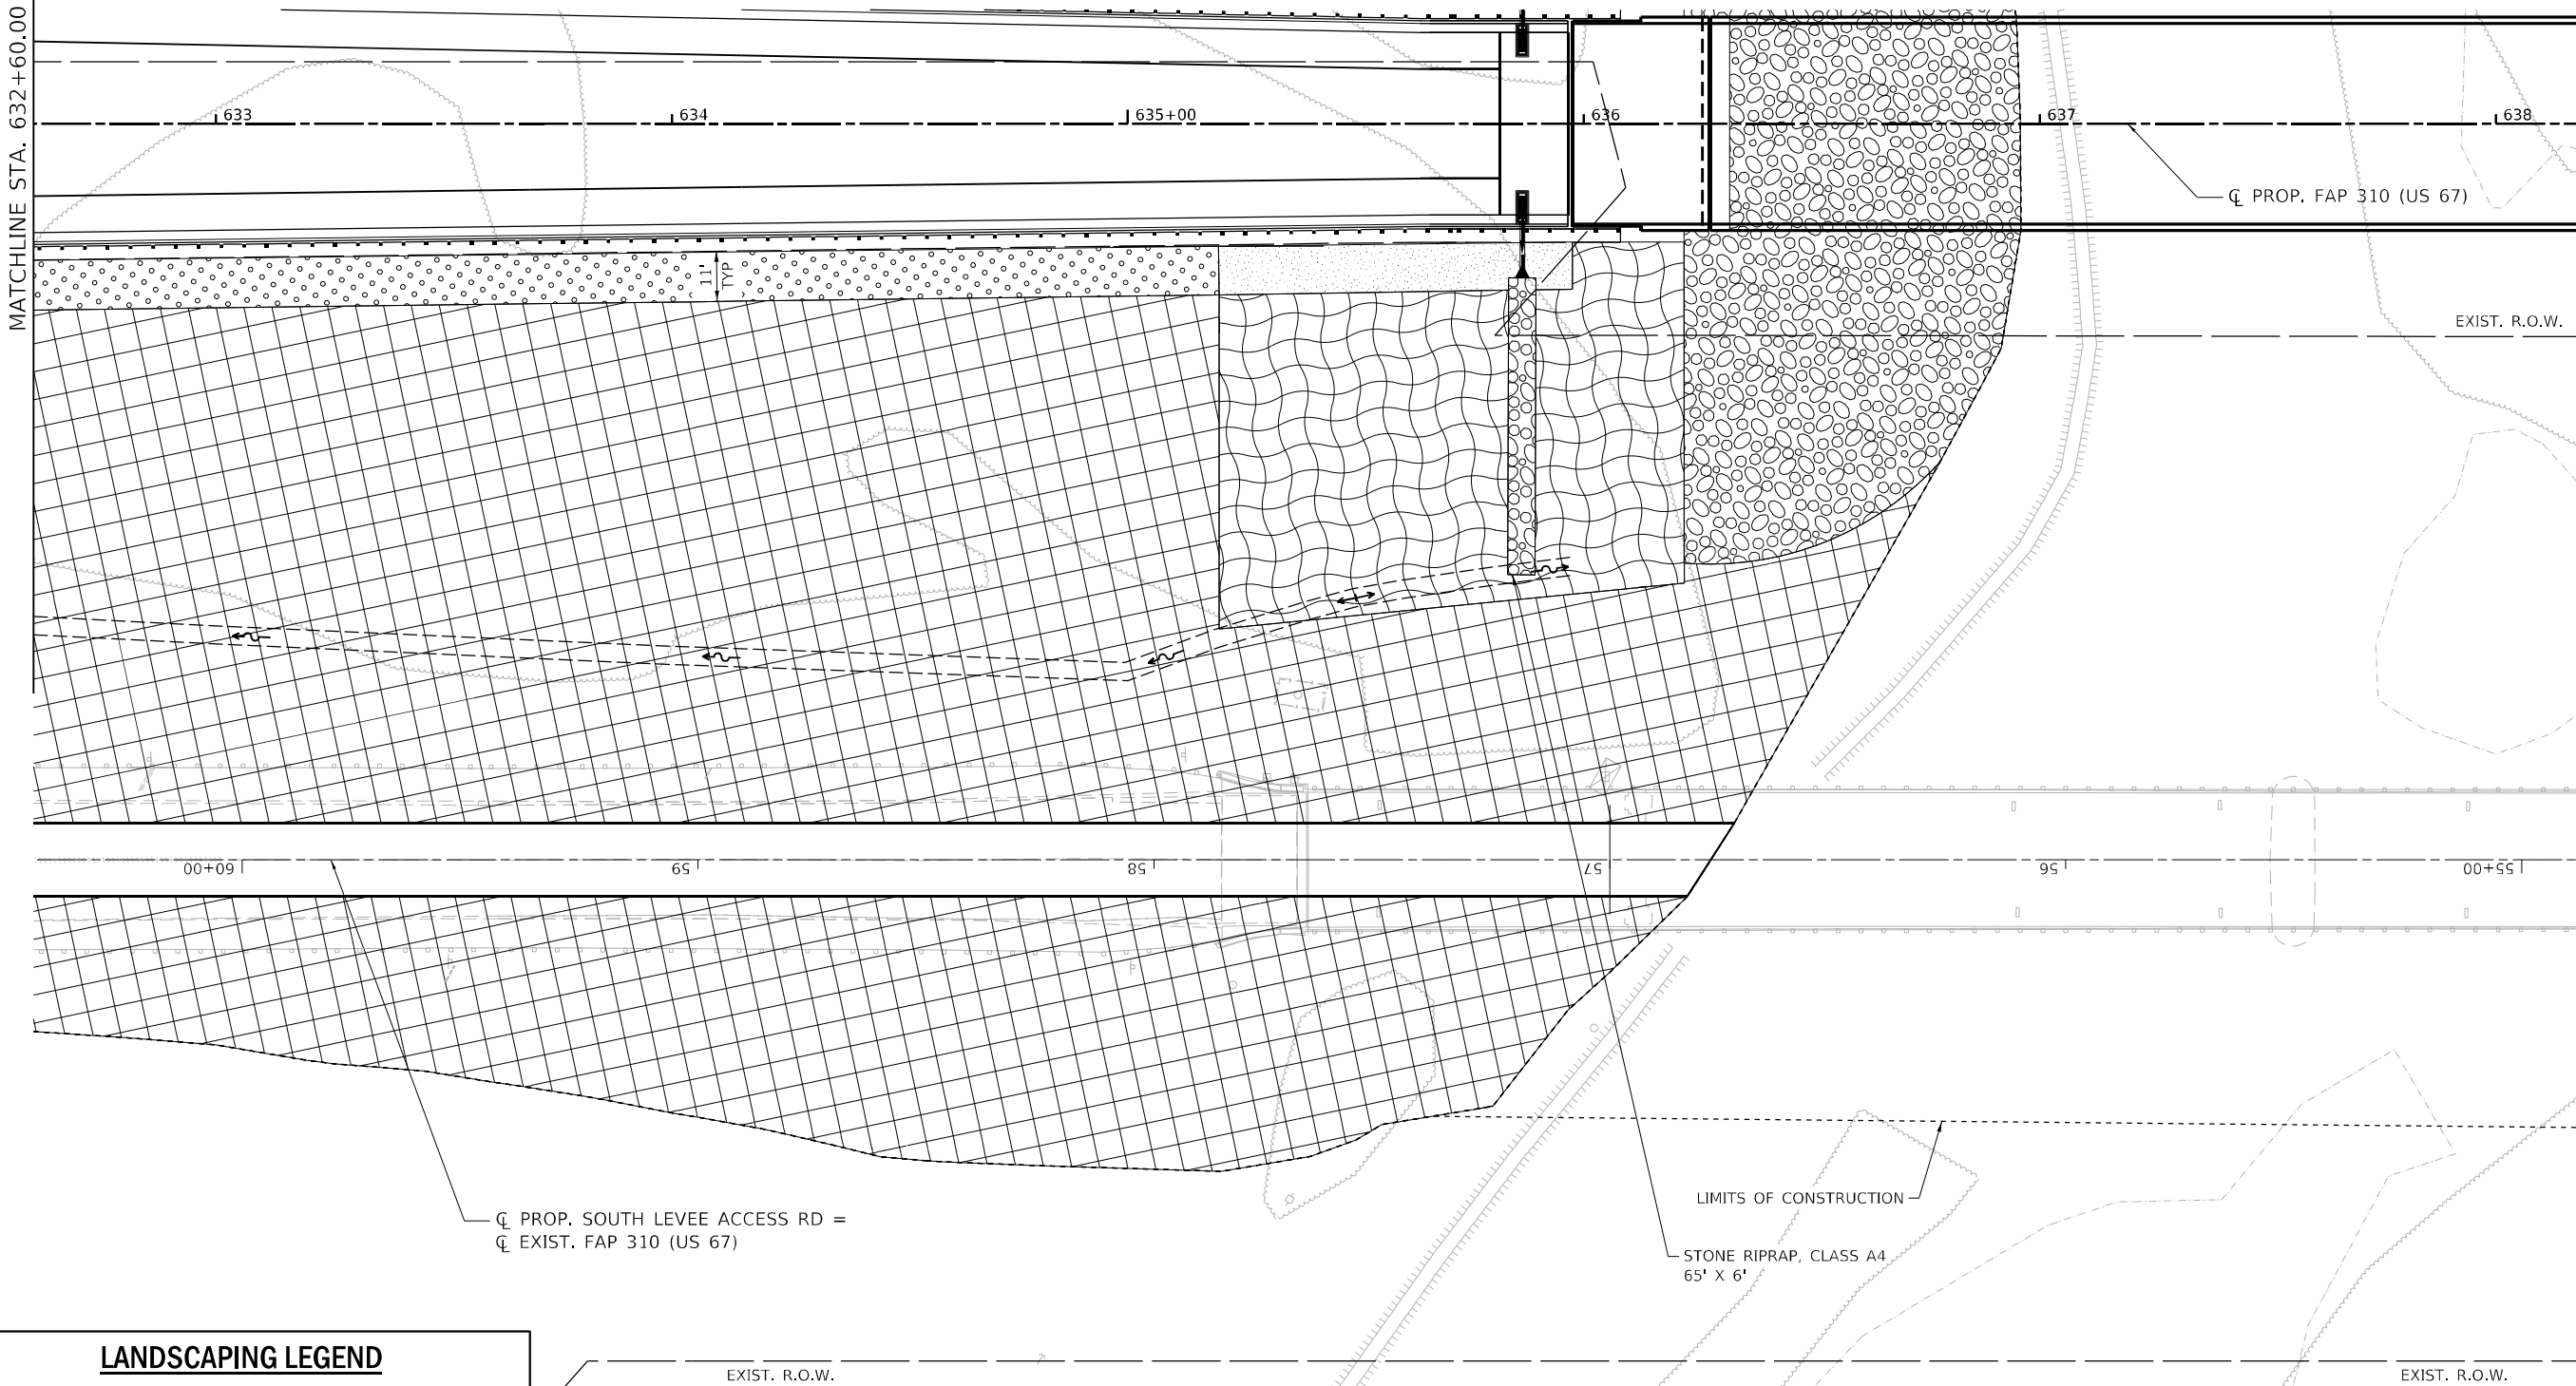 MATCHLINE STA. 632+60.00
633
634
635+00
636
637
638
℄ PROP. FAP 310 (US 67)
11'
TYP
EXIST. R.O.W.
60+00
59
58
57
56
55+00
LIMITS OF CONSTRUCTION
℄ PROP. SOUTH LEVEE ACCESS RD =
℄ EXIST. FAP 310 (US 67)
STONE RIPRAP, CLASS A4
65' X 6'
LANDSCAPING LEGEND
EXIST. R.O.W.
EXIST. R.O.W.